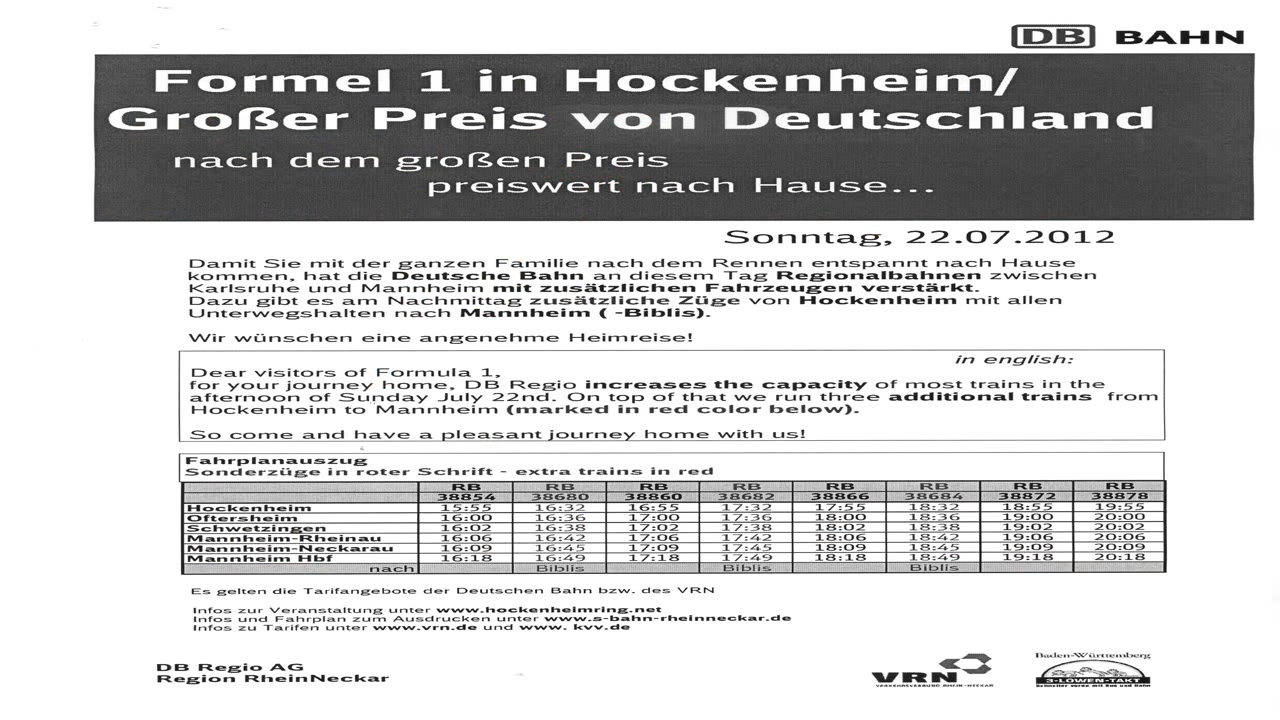 DB BAHN
Formel 1 in Hockenheim/
Großer Preis von Deutschland
nach dem großen Preis
preiswert nach Hause...
Sonntag, 22.07.2012
Damit Sie mit der ganzen Familie nach dem Rennen entspannt nach Hause
kommen, hat die Deutsche Bahn an diesem Tag Regionalbahnen zwischen
Karlsruhe und Mannheim mit zusätzlichen Fahrzeugen verstärkt.
Dazu gibt es am Nachmittag zusätzliche Züge von Hockenheim mit allen
Unterwegshalten nach Mannheim ( -Biblis).
Wir wünschen eine angenehme Heimreise!
in english:
Dear visitors of Formula 1,
for your journey home, DB Regio increases the capacity of most trains in the
afternoon of Sunday July 22nd. On top of that we run three additional trains from
Hockenheim to Mannheim (marked in red color below).
So come and have a pleasant journey home with us!
Fahrplanauszug
Sonderzüge in roter Schrift - extra trains in red
RB RB RB RB RB RB RB RB
38854 38680 38860 38682 38866 38684 38872 38878
Hockenheim 15:55 16:32 16:55 17:32 17:55 18:32 18:55 19:55
Oftersheim 16:00 16:36 17:00 17:36 18:00 18:36 19:00 20:00
Schwetzingen 16:02 16:38 17:02 17:38 18:02 18:38 19:02 20:02
Mannheim-Rheinau 16:06 16:42 17:06 17:42 18:06 18:42 19:06 20:06
Mannheim-Neckarau 16:09 16:45 17:09 17:45 18:09 18:45 19:09 20:09
Mannheim Hbf 16:18 16:49 17:18 17:49 18:18 18:49 19:18 20:18
nach Biblis Biblis Biblis
Es gelten die Tarifangebote der Deutschen Bahn bzw. des VRN
Infos zur Veranstaltung unter www.hockenheimring.net
Infos und Fahrplan zum Ausdrucken unter www.s-bahn-rheinneckar.de
Infos zu Tarifen unter www.vrn.de und www. kvv.de
DB Regio AG
Region RheinNeckar
VRN
VERKEHRSVERBUND RHEIN-NECKAR
Baden-Württemberg
3-LÖWEN-TAKT
Schneller voran mit Bus und Bahn